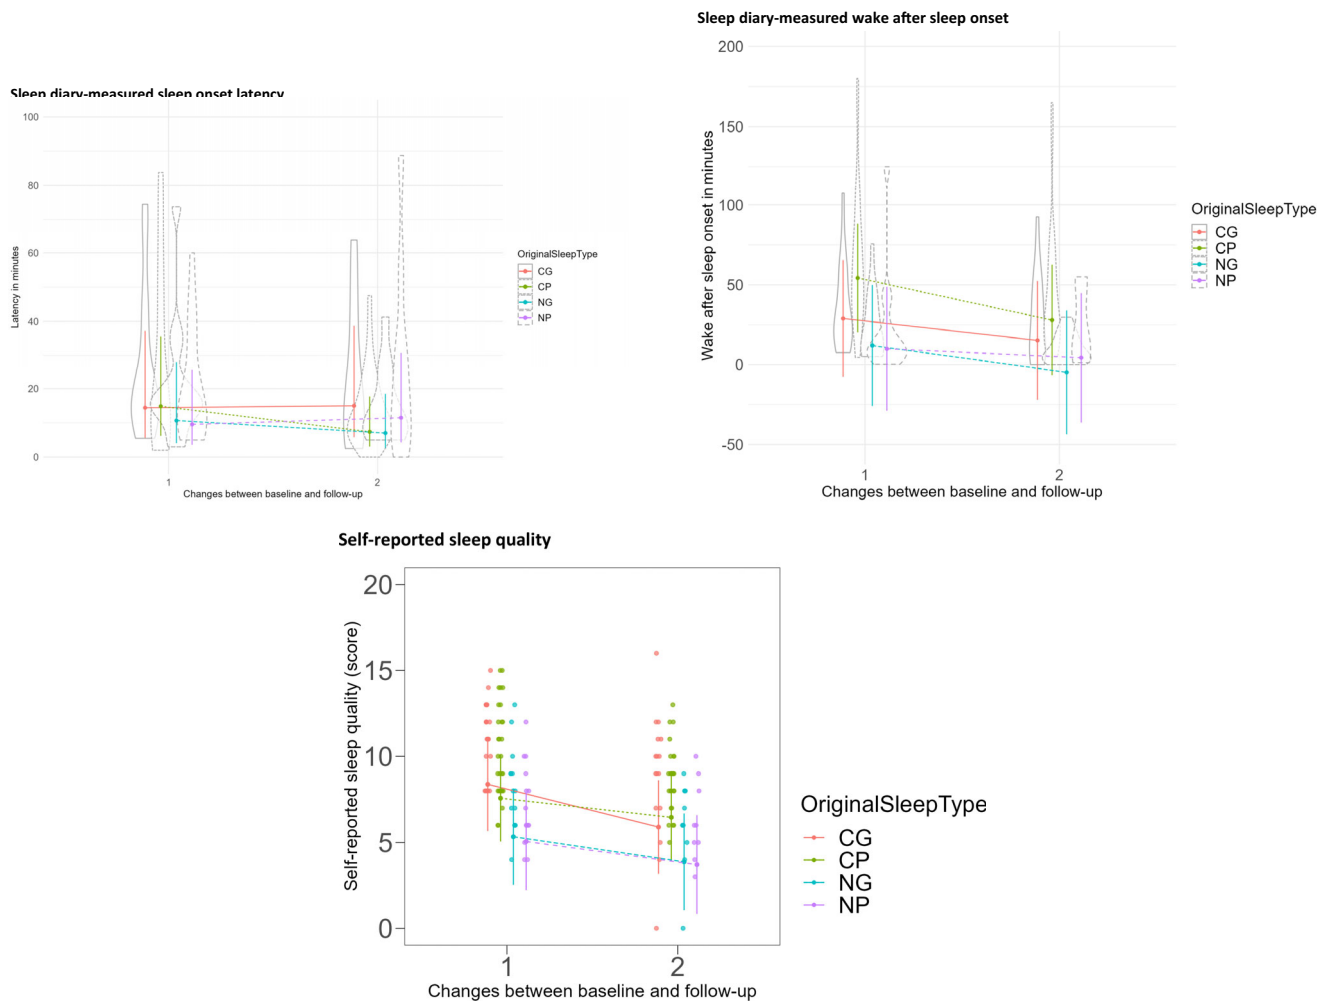 Sleep diary-measured sleep onset latency
100
80
60
40
20
0
Latency in minutes
1
2
Changes between baseline and follow-up
OriginalSleepType
CG
CP
NG
NP
Sleep diary-measured wake after sleep onset
200
150
100
50
0
-50
Wake after sleep onset in minutes
1
2
Changes between baseline and follow-up
OriginalSleepType
CG
CP
NG
NP
Self-reported sleep quality
20
15
10
5
0
Self-reported sleep quality (score)
1
2
Changes between baseline and follow-up
OriginalSleepType
CG
CP
NG
NP